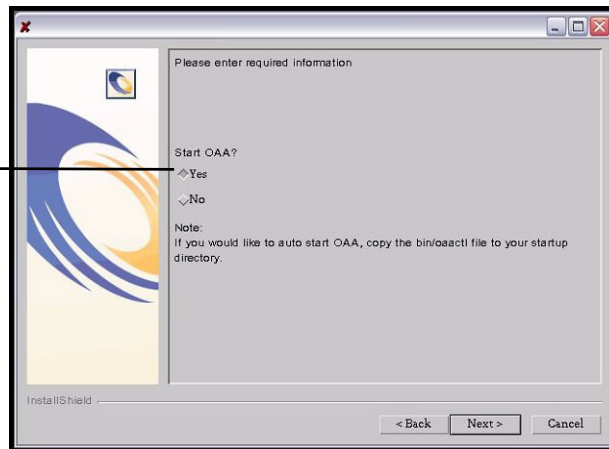 Please enter required information
Start OAA?
Yes
No
Note:
If you would like to auto start OAA, copy the bin/oaactl file to your startup
directory.
InstallShield
< Back
Next >
Cancel